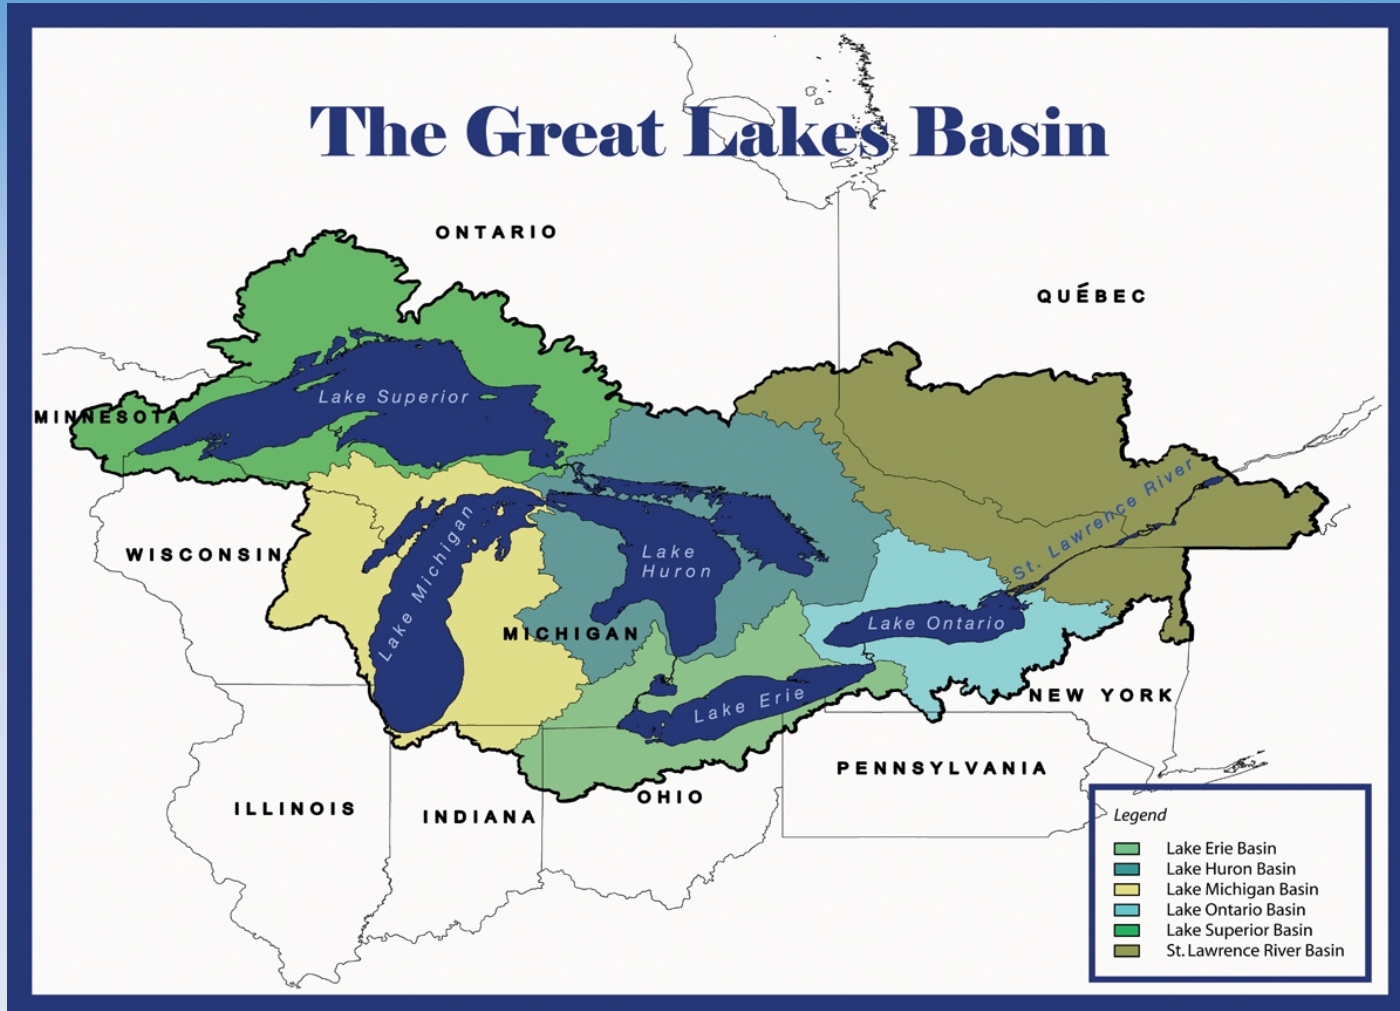 The Great Lakes Basin
ONTARIO
QUÉBEC
Lake Superior
MINNESOTA
St. Lawrence River
WISCONSIN
Lake Michigan
Lake
Huron
MICHIGAN
Lake Ontario
Lake Erie
NEW YORK
PENNSYLVANIA
ILLINOIS
INDIANA
OHIO
Legend
Lake Erie Basin
Lake Huron Basin
Lake Michigan Basin
Lake Ontario Basin
Lake Superior Basin
St. Lawrence River Basin